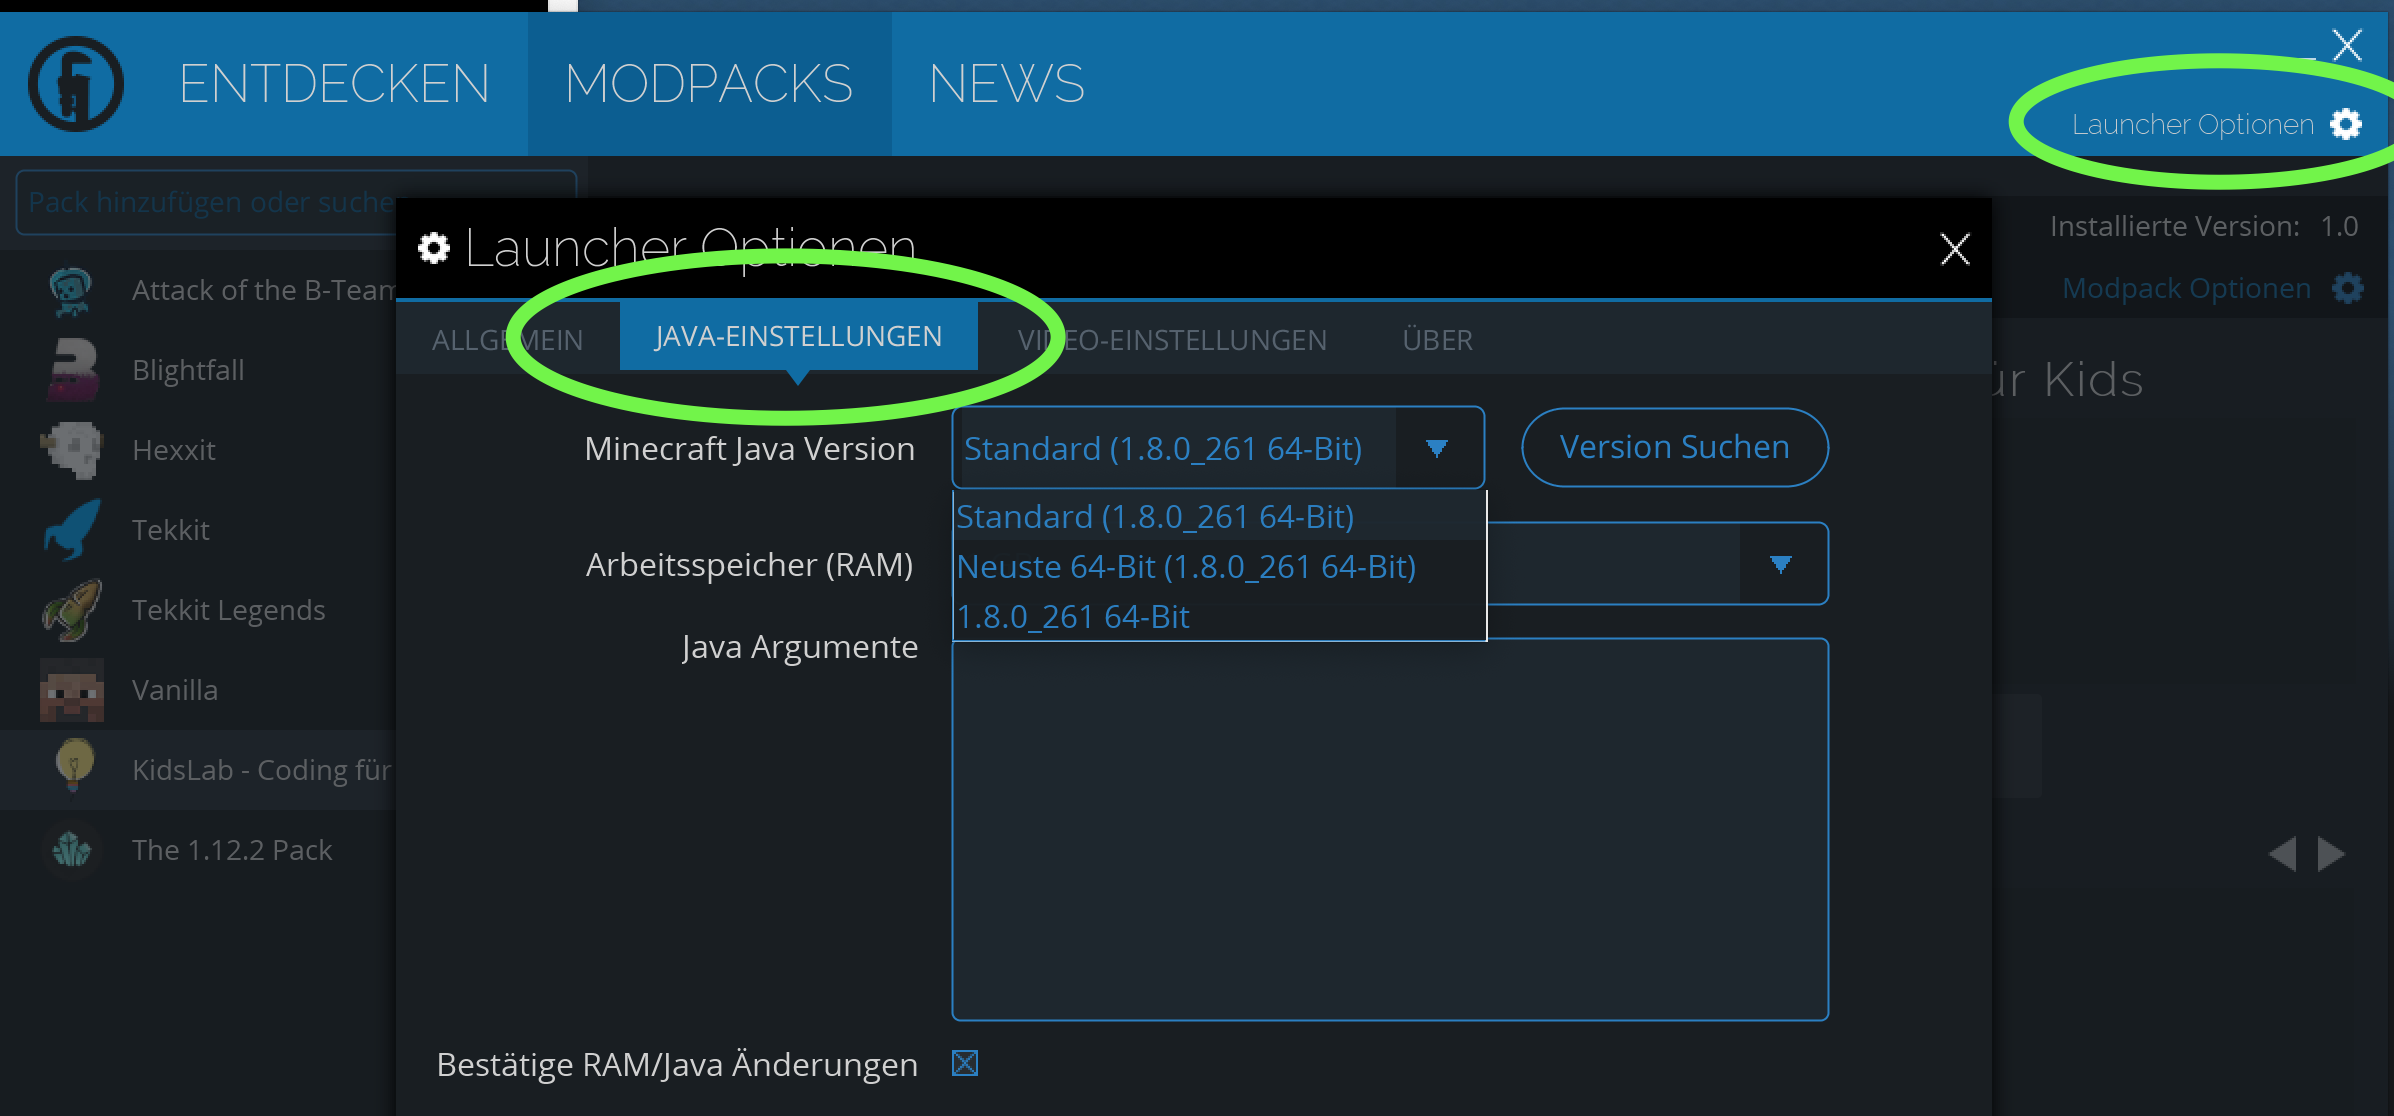 ENTDECKEN
MODPACKS
NEWS
Launcher Optionen
Pack hinzufügen oder suche
Installierte Version: 1.0
Modpack Optionen
ür Kids
Attack of the B-Team
Blightfall
Hexxit
Tekkit
Tekkit Legends
Vanilla
KidsLab - Coding für
The 1.12.2 Pack
Launcher Optionen
ALLGEMEIN
JAVA-EINSTELLUNGEN
VIDEO-EINSTELLUNGEN
ÜBER
Minecraft Java Version
Standard (1.8.0_261 64-Bit)
Version Suchen
Standard (1.8.0_261 64-Bit)
Neuste 64-Bit (1.8.0_261 64-Bit)
1.8.0_261 64-Bit
Arbeitsspeicher (RAM)
Java Argumente
Bestätige RAM/Java Änderungen